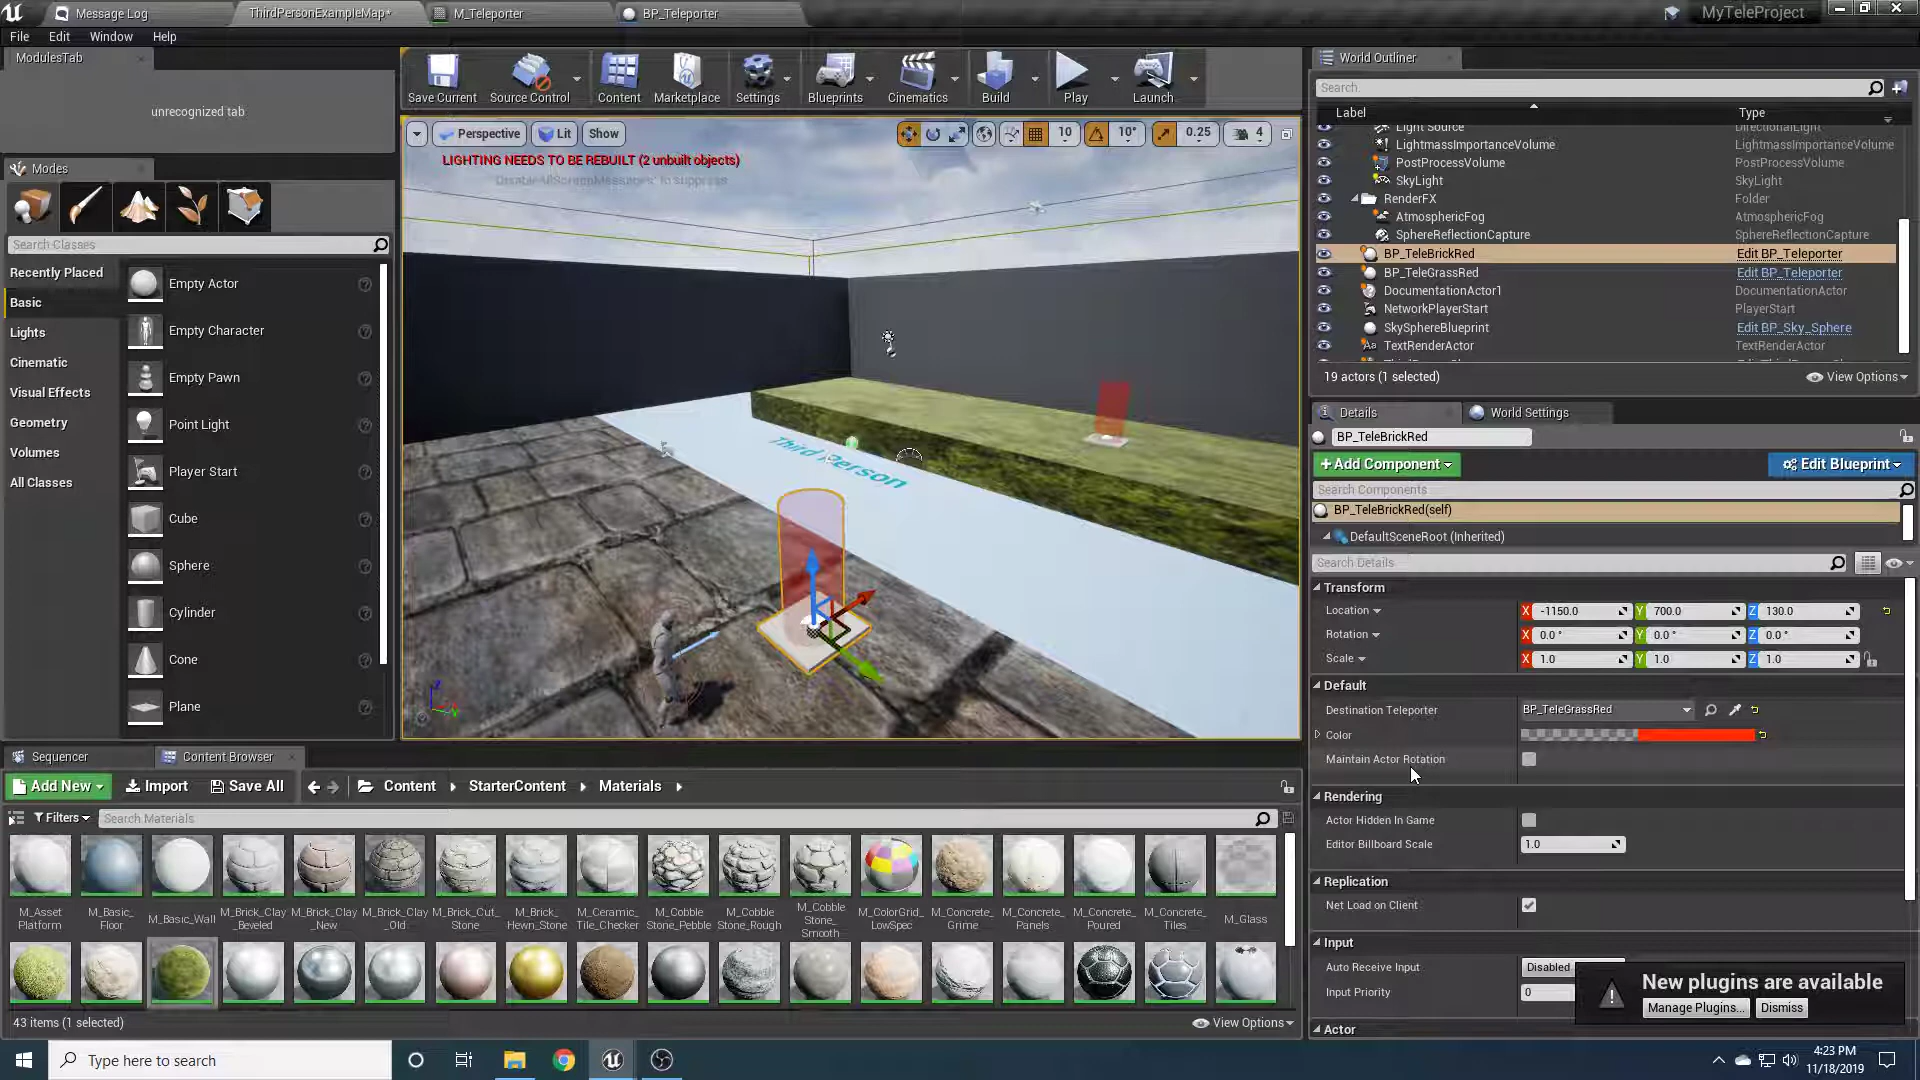 Message Log
ThirdPersonExampleMap*
M_Teleporter
BP_Teleporter
MyTeleProject
File
Edit
Window
Help
ModulesTab
unrecognized tab
Modes
Search Classes
Recently Placed
Basic
Lights
Cinematic
Visual Effects
Geometry
Volumes
All Classes
Empty Actor
Empty Character
Empty Pawn
Point Light
Player Start
Cube
Sphere
Cylinder
Cone
Plane
Save Current
Source Control
Content
Marketplace
Settings
Blueprints
Cinematics
Build
Play
Launch
Perspective
Lit
Show
10
10°
0.25
4
LIGHTING NEEDS TO BE REBUILT (2 unbuilt objects)
'DisableAllScreenMessages' to suppress
Third Person
World Outliner
Search.
Label
Type
Light Source
DirectionalLight
LightmassImportanceVolume
LightmassImportanceVolume
PostProcessVolume
PostProcessVolume
SkyLight
SkyLight
RenderFX
Folder
AtmosphericFog
AtmosphericFog
SphereReflectionCapture
SphereReflectionCapture
BP_TeleBrickRed
Edit BP_Teleporter
BP_TeleGrassRed
Edit BP_Teleporter
DocumentationActor1
DocumentationActor
NetworkPlayerStart
PlayerStart
SkySphereBlueprint
Edit BP_Sky_Sphere
TextRenderActor
TextRenderActor
19 actors (1 selected)
View Options
Details
World Settings
BP_TeleBrickRed
+Add Component
Edit Blueprint
Search Components
BP_TeleBrickRed(self)
DefaultSceneRoot (Inherited)
Search Details
Transform
Location
X -1150.0
Y 700.0
Z 130.0
Rotation
X 0.0 °
Y 0.0 °
Z 0.0 °
Scale
X 1.0
Y 1.0
Z 1.0
Default
Destination Teleporter
BP_TeleGrassRed
Color
Maintain Actor Rotation
Rendering
Actor Hidden In Game
Editor Billboard Scale
1.0
Replication
Net Load on Client
Input
Auto Receive Input
Disabled
Input Priority
0
Actor
New plugins are available
Manage Plugins...
Dismiss
Sequencer
Content Browser
Add New
Import
Save All
Content
StarterContent
Materials
Filters
Search Materials
M_Asset Platform
M_Basic_ Floor
M_Basic_Wall
M_Brick_Clay _Beveled
M_Brick_Clay _New
M_Brick_Clay _Old
M_Brick_Cut_ Stone
M_Brick_ Hewn_Stone
M_Ceramic_ Tile_Checker
M_Cobble Stone_Pebble
M_Cobble Stone_Rough
M_Cobble Stone_ Smooth
M_ColorGrid_ LowSpec
M_Concrete_ Grime
M_Concrete_ Panels
M_Concrete_ Poured
M_Concrete_ Tiles
M_Glass
43 items (1 selected)
View Options
Type here to search
4:23 PM
11/18/2019